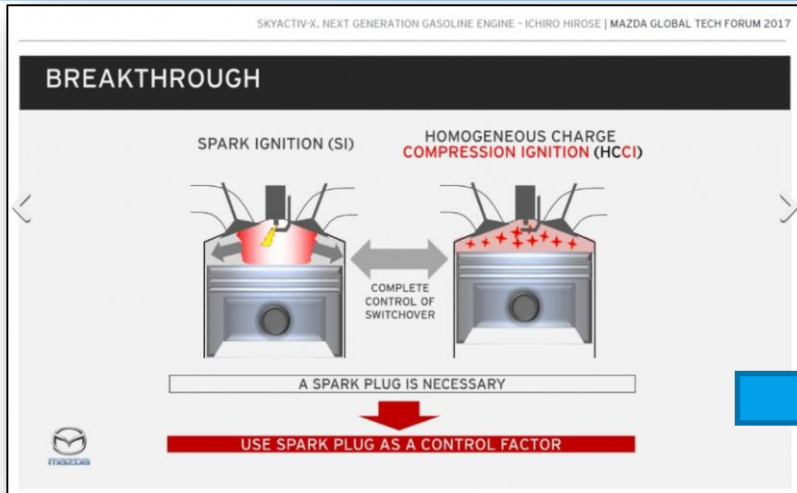 SKYACTIV-X, NEXT GENERATION GASOLINE ENGINE - ICHIRO HIROSE | MAZDA GLOBAL TECH FORUM 2017
BREAKTHROUGH
SPARK IGNITION (SI)
HOMOGENEOUS CHARGE
COMPRESSION IGNITION (HCCI)
COMPLETE
CONTROL OF
SWITCHOVER
A SPARK PLUG IS NECESSARY
USE SPARK PLUG AS A CONTROL FACTOR
mazda